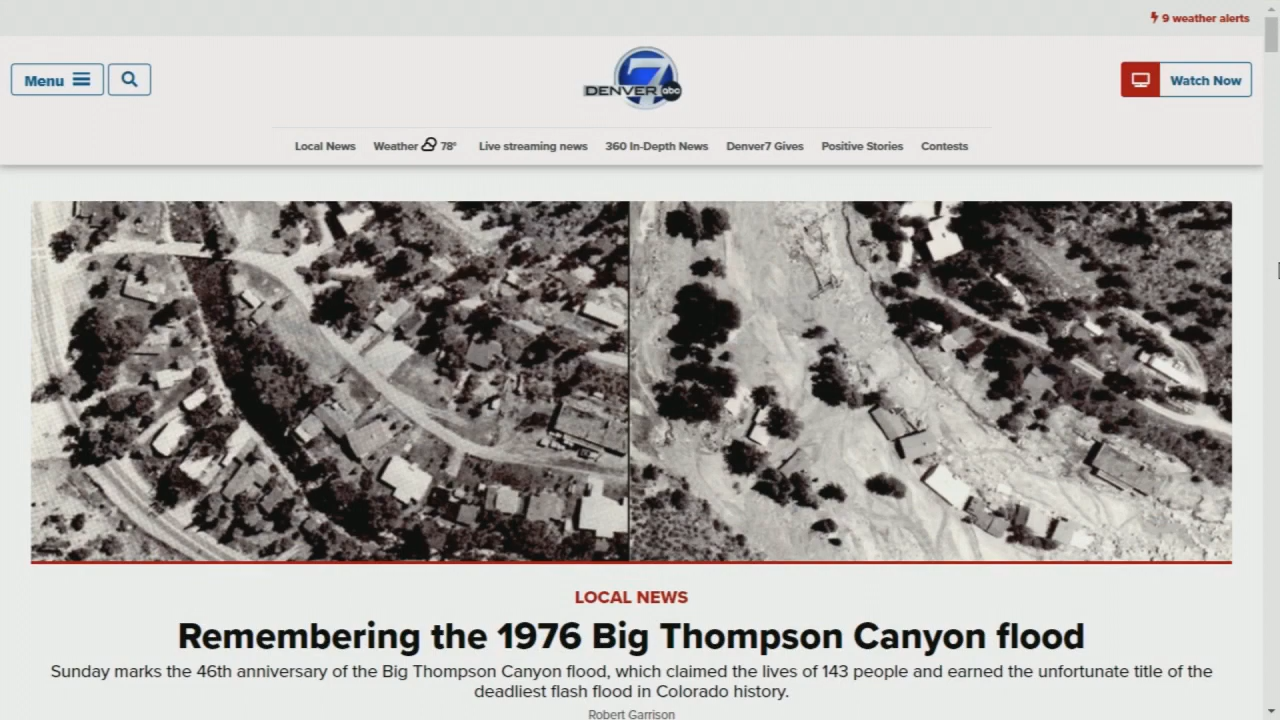 9 weather alerts
Menu
7
DENVER abc
Watch Now
Local News Weather 78° Live streaming news 360 In-Depth News Denver7 Gives Positive Stories Contests
LOCAL NEWS
Remembering the 1976 Big Thompson Canyon flood
Sunday marks the 46th anniversary of the Big Thompson Canyon flood, which claimed the lives of 143 people and earned the unfortunate title of the
deadliest flash flood in Colorado history.
Robert Garrison